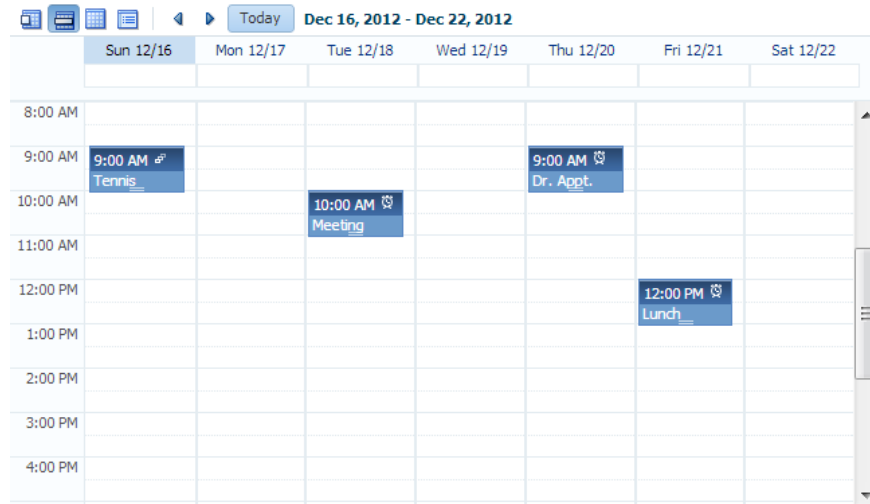 Today Dec 16, 2012 - Dec 22, 2012
Sun 12/16 Mon 12/17 Tue 12/18 Wed 12/19 Thu 12/20 Fri 12/21 Sat 12/22
8:00 AM
9:00 AM 9:00 AM 9:00 AM
Tennis Dr. Appt.
10:00 AM 10:00 AM
Meeting
11:00 AM
12:00 PM 12:00 PM
Lunch
1:00 PM
2:00 PM
3:00 PM
4:00 PM